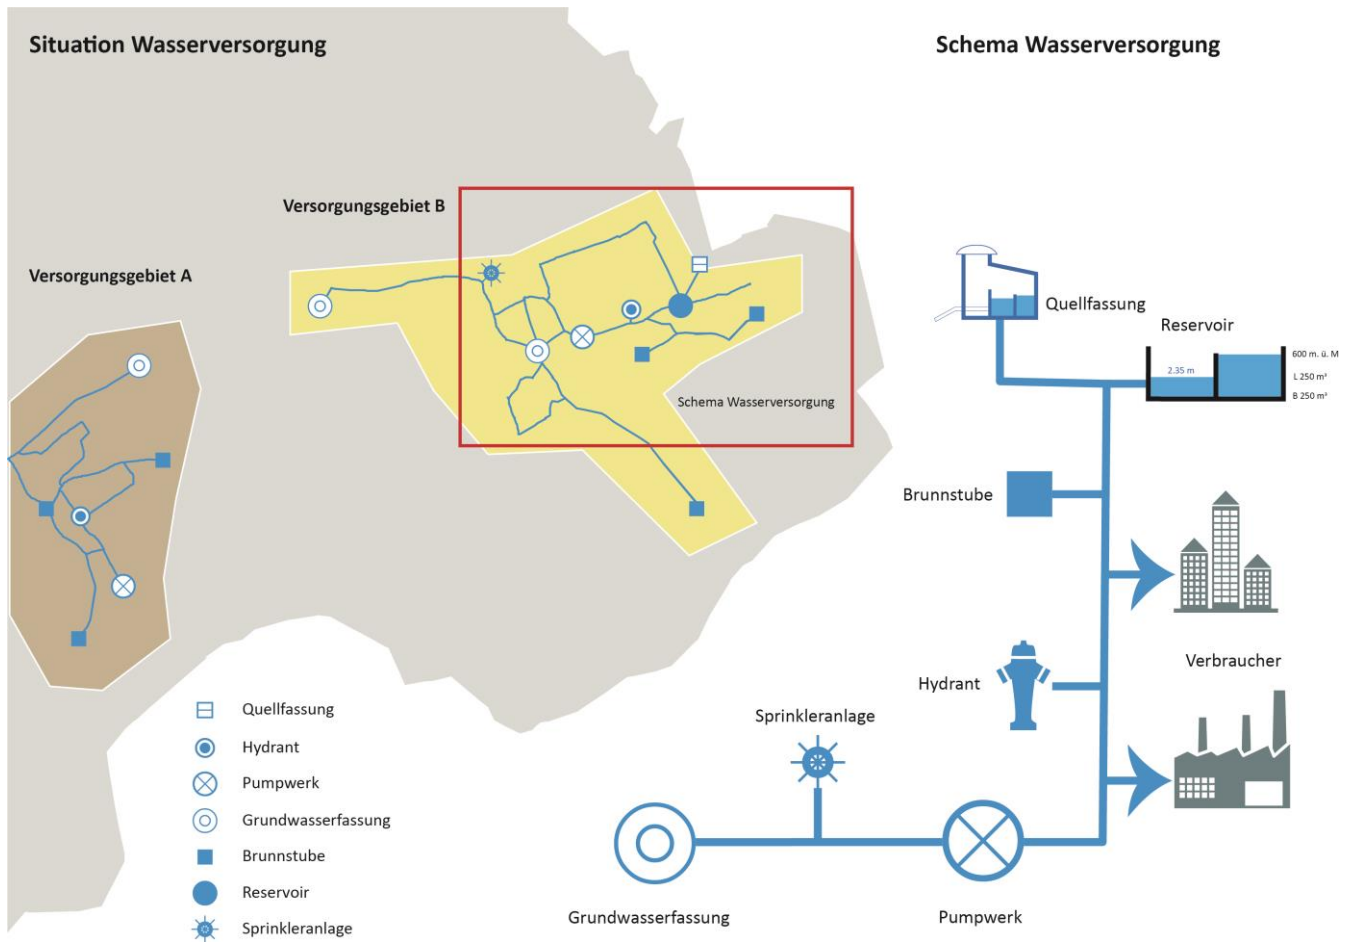 Situation Wasserversorgung
Schema Wasserversorgung
Versorgungsgebiet B
Versorgungsgebiet A
Schema Wasserversorgung
Quellfassung
Hydrant
Pumpwerk
Grundwasserfassung
Brunnstube
Reservoir
Sprinkleranlage
Quellfassung
Reservoir
2.35 m
600 m. ü. M
L 250 m³
B 250 m³
Brunnstube
Verbraucher
Hydrant
Sprinkleranlage
Grundwasserfassung
Pumpwerk